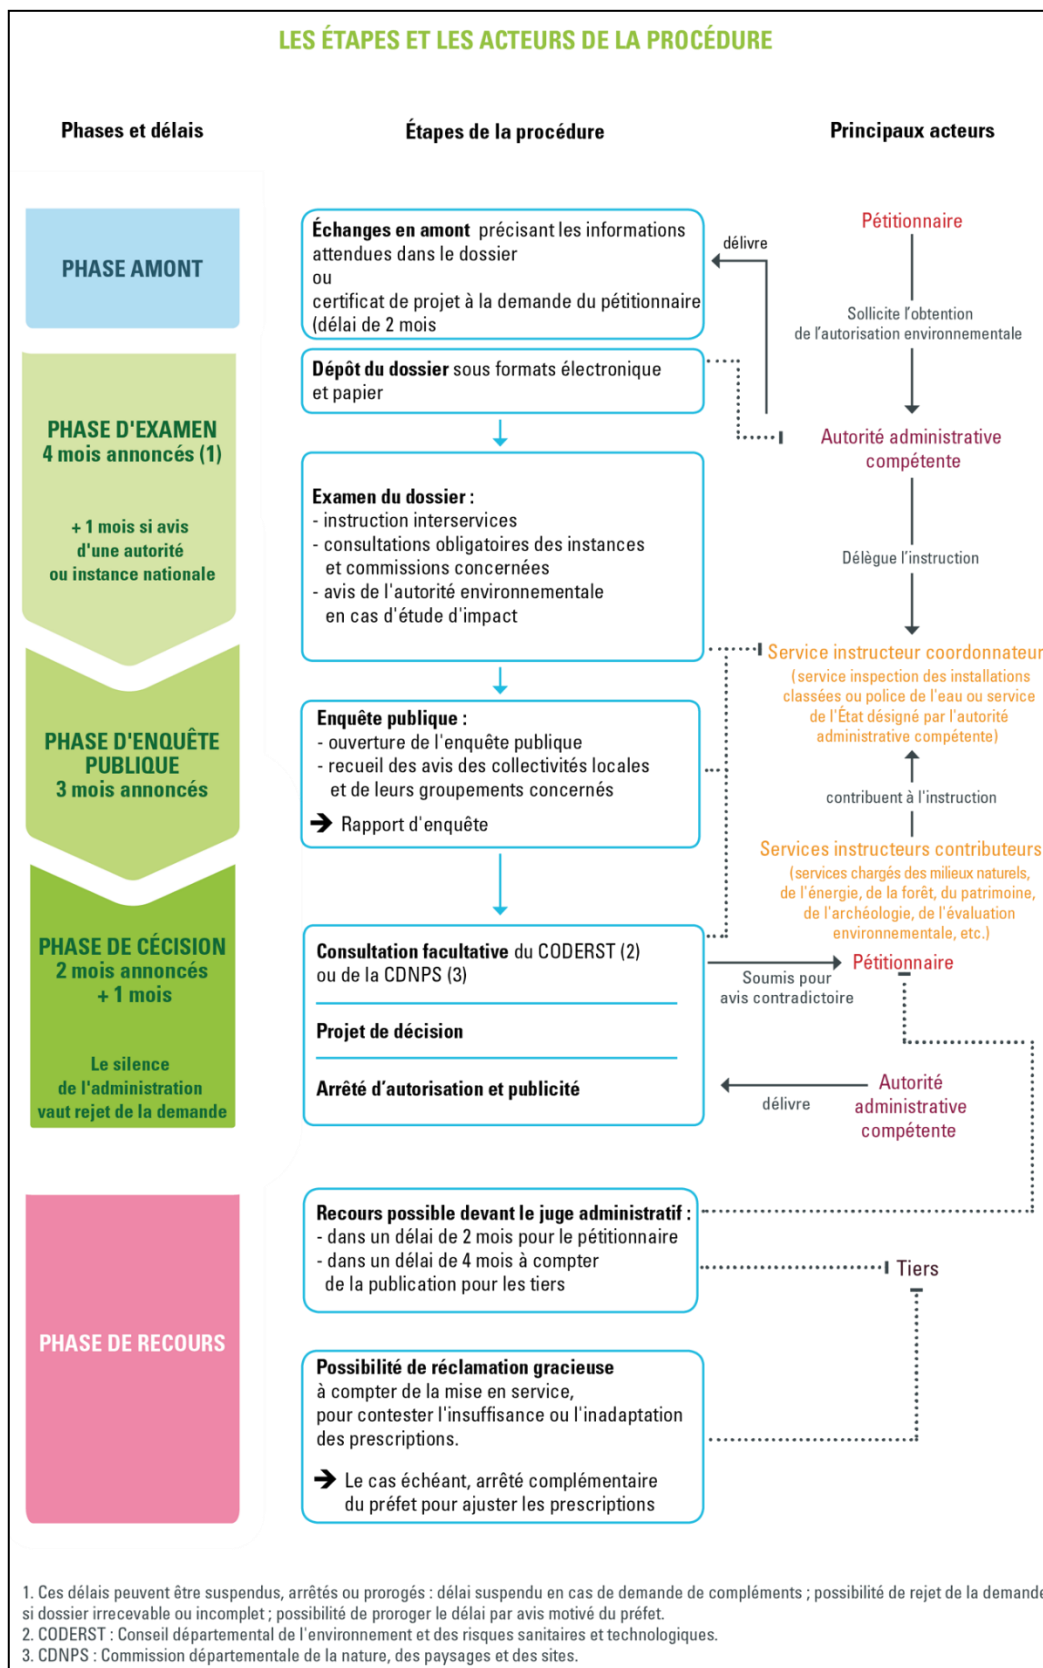 LES ÉTAPES ET LES ACTEURS DE LA PROCÉDURE
Phases et délais
Étapes de la procédure
Principaux acteurs
PHASE AMONT
Échanges en amont précisant les informations
attendues dans le dossier
ou
certificat de projet à la demande du pétitionnaire
(délai de 2 mois
délivre
Pétitionnaire
Sollicite l'obtention
de l'autorisation environnementale
PHASE D'EXAMEN
4 mois annoncés (1)
+ 1 mois si avis
d'une autorité
ou instance nationale
Dépôt du dossier sous formats électronique
et papier
Autorité administrative
compétente
Examen du dossier :
- instruction interservices
- consultations obligatoires des instances
et commissions concernées
- avis de l'autorité environnementale
en cas d'étude d'impact
Délègue l'instruction
Service instructeur coordonnateur
(service inspection des installations
classées ou police de l'eau ou service
de l'État désigné par l'autorité
administrative compétente)
PHASE D'ENQUÊTE
PUBLIQUE
3 mois annoncés
Enquête publique :
- ouverture de l'enquête publique
- recueil des avis des collectivités locales
et de leurs groupements concernés
➔ Rapport d'enquête
contribuent à l'instruction
Services instructeurs contributeurs
(services chargés des milieux naturels,
de l'énergie, de la forêt, du patrimoine,
de l'archéologie, de l'évaluation
environnementale, etc.)
PHASE DE CÉCISION
2 mois annoncés
+ 1 mois
Le silence
de l'administration
vaut rejet de la demande
Consultation facultative du CODERST (2)
ou de la CDNPS (3)
Projet de décision
Arrêté d'autorisation et publicité
Pétitionnaire
Soumis pour
avis contradictoire
Autorité
administrative
compétente
délivre
PHASE DE RECOURS
Recours possible devant le juge administratif :
- dans un délai de 2 mois pour le pétitionnaire
- dans un délai de 4 mois à compter
de la publication pour les tiers
Tiers
Possibilité de réclamation gracieuse
à compter de la mise en service,
pour contester l'insuffisance ou l'inadaptation
des prescriptions.
➔ Le cas échéant, arrêté complémentaire
du préfet pour ajuster les prescriptions
1. Ces délais peuvent être suspendus, arrêtés ou prorogés : délai suspendu en cas de demande de compléments ; possibilité de rejet de la demande
si dossier irrecevable ou incomplet ; possibilité de proroger le délai par avis motivé du préfet.
2. CODERST : Conseil départemental de l'environnement et des risques sanitaires et technologiques.
3. CDNPS : Commission départementale de la nature, des paysages et des sites.